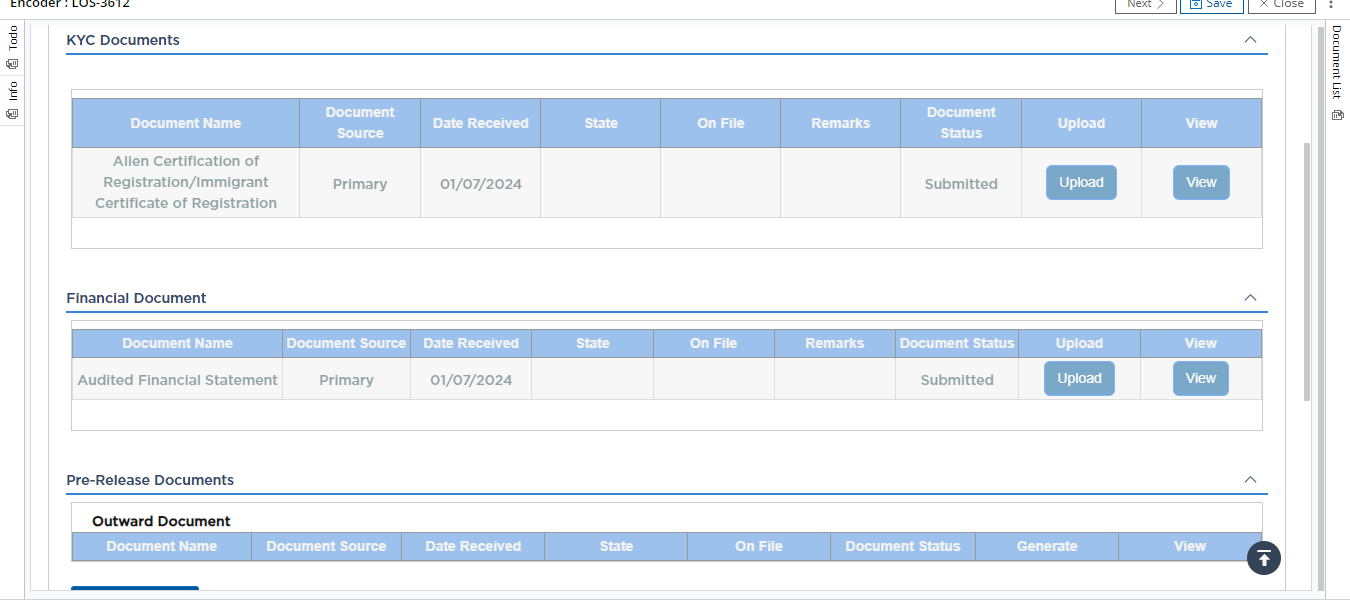 Encoder : LOS-3612
Next
Save
Close
Todo
Info
Document List
KYC Documents
Document Name
Document Source
Date Received
State
On File
Remarks
Document Status
Upload
View
Alien Certification of
Registration/Immigrant
Certificate of Registration
Primary
01/07/2024
Submitted
Upload
View
Financial Document
Document Name
Document Source
Date Received
State
On File
Remarks
Document Status
Upload
View
Audited Financial Statement
Primary
01/07/2024
Submitted
Upload
View
Pre-Release Documents
Outward Document
Document Name
Document Source
Date Received
State
On File
Document Status
Generate
View